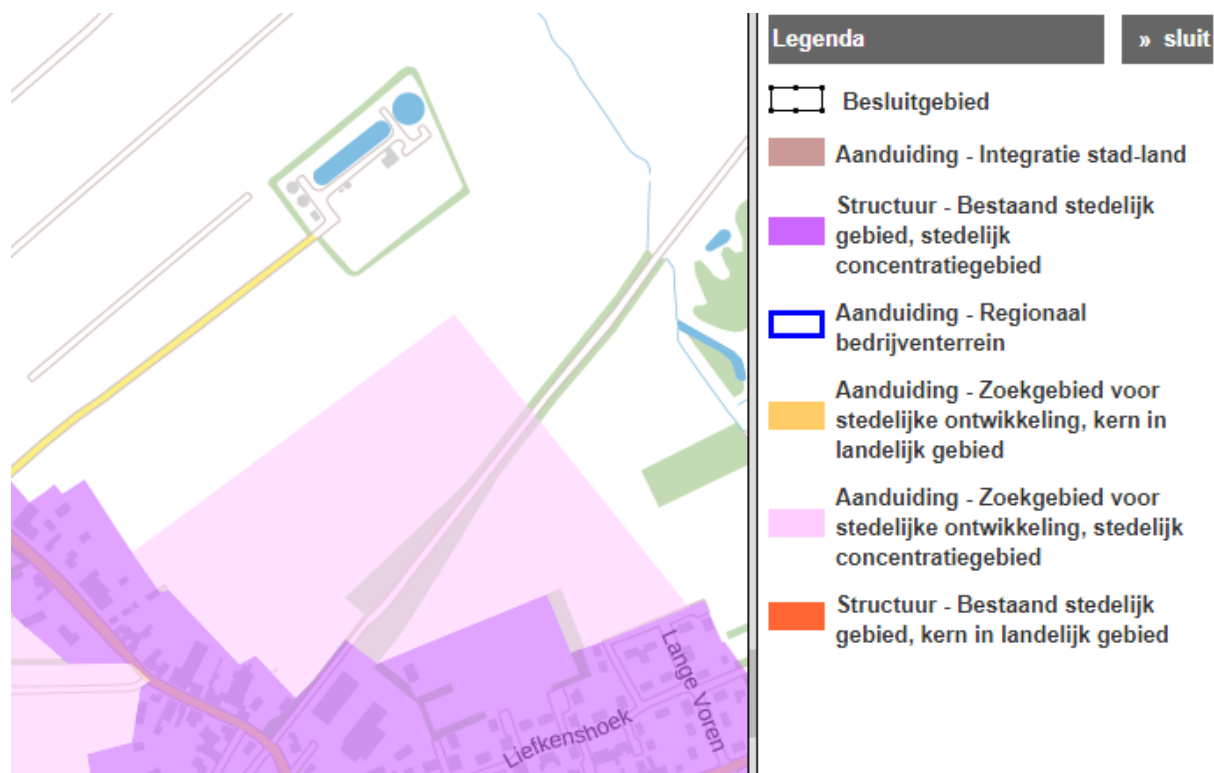 Legenda
» sluit
Besluitgebied
Aanduiding - Integratie stad-land
Structuur - Bestaand stedelijk
gebied, stedelijk
concentratiegebied
Aanduiding - Regionaal
bedrijventerrein
Aanduiding - Zoekgebied voor
stedelijke ontwikkeling, kern in
landelijk gebied
Aanduiding - Zoekgebied voor
stedelijke ontwikkeling, stedelijk
concentratiegebied
Structuur - Bestaand stedelijk
gebied, kern in landelijk gebied
Lange Voren
Liefkenshoek